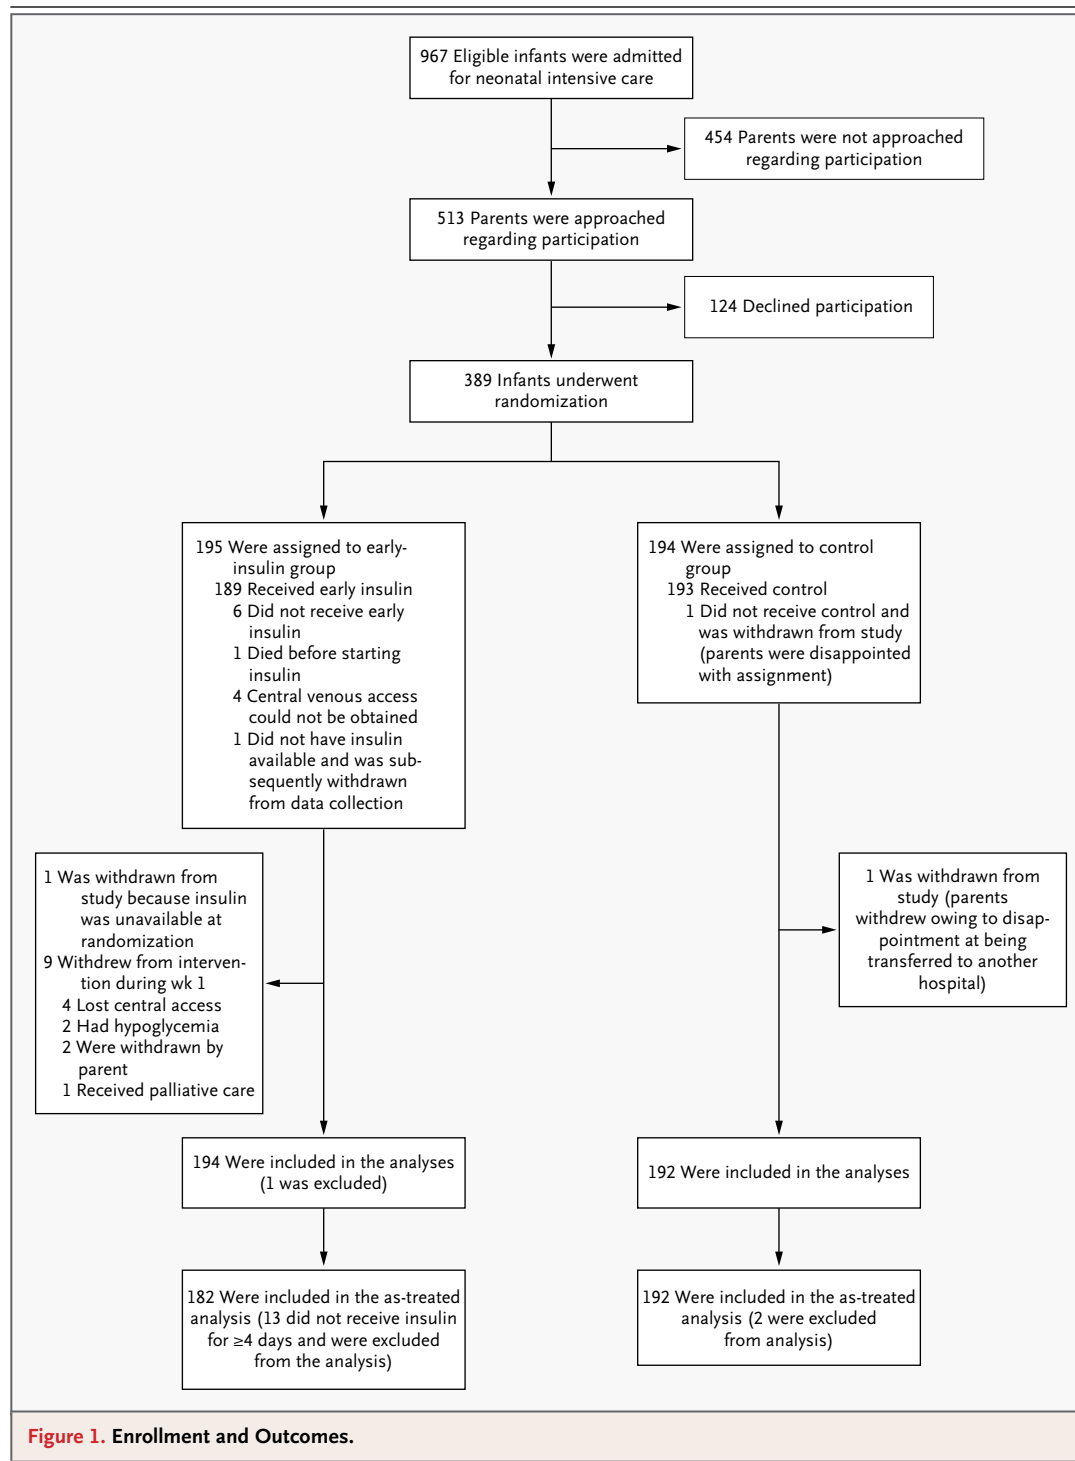 967 Eligible infants were admitted
for neonatal intensive care
454 Parents were not approached
regarding participation
513 Parents were approached
regarding participation
124 Declined participation
389 Infants underwent
randomization
195 Were assigned to early-
insulin group
189 Received early insulin
6 Did not receive early
insulin
1 Died before starting
insulin
4 Central venous access
could not be obtained
1 Did not have insulin
available and was sub-
sequently withdrawn
from data collection
194 Were assigned to control
group
193 Received control
1 Did not receive control and
was withdrawn from study
(parents were disappointed
with assignment)
1 Was withdrawn from
study because insulin
was unavailable at
randomization
9 Withdrew from interven-
tion during wk 1
4 Lost central access
2 Had hypoglycemia
2 Were withdrawn by
parent
1 Received palliative care
1 Was withdrawn from
study (parents
withdrew owing to disap-
pointment at being
transferred to another
hospital)
194 Were included in the analyses
(1 was excluded)
192 Were included in the analyses
182 Were included in the as-treated
analysis (13 did not receive insulin
for ≥4 days and were excluded
from the analysis)
192 Were included in the as-treated
analysis (2 were excluded
from analysis)
Figure 1. Enrollment and Outcomes.